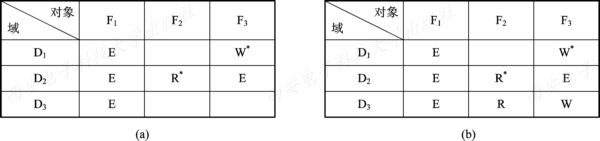 对象
域 F₁ F₂ F₃
D₁ E W*
D₂ E R* E
D₃ E
(a)
对象
域 F₁ F₂ F₃
D₁ E W*
D₂ E R* E
D₃ E R W
(b)